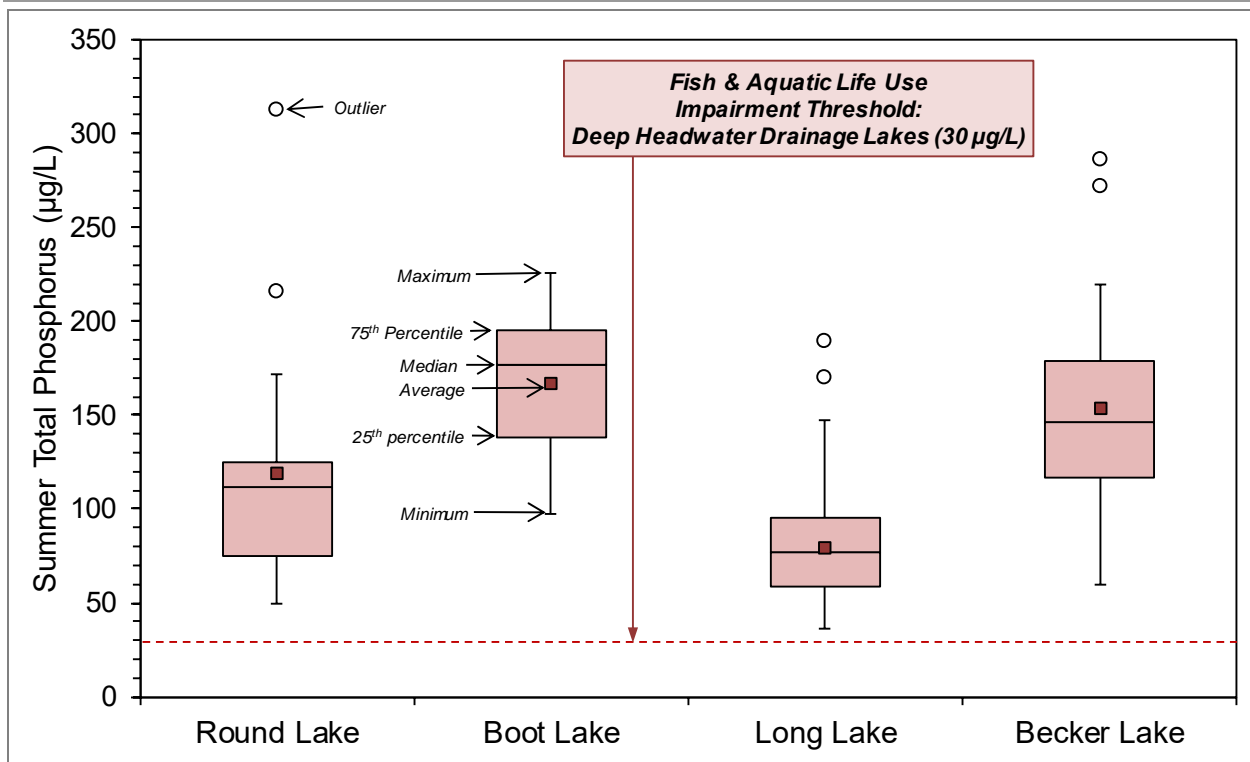 350
300
250
200
150
100
50
0
Summer Total Phosphorus (µg/L)
Fish & Aquatic Life Use
Impairment Threshold:
Deep Headwater Drainage Lakes (30 µg/L)
Outlier
Maximum
75th Percentile
Median
Average
25th percentile
Minimum
Round Lake
Boot Lake
Long Lake
Becker Lake